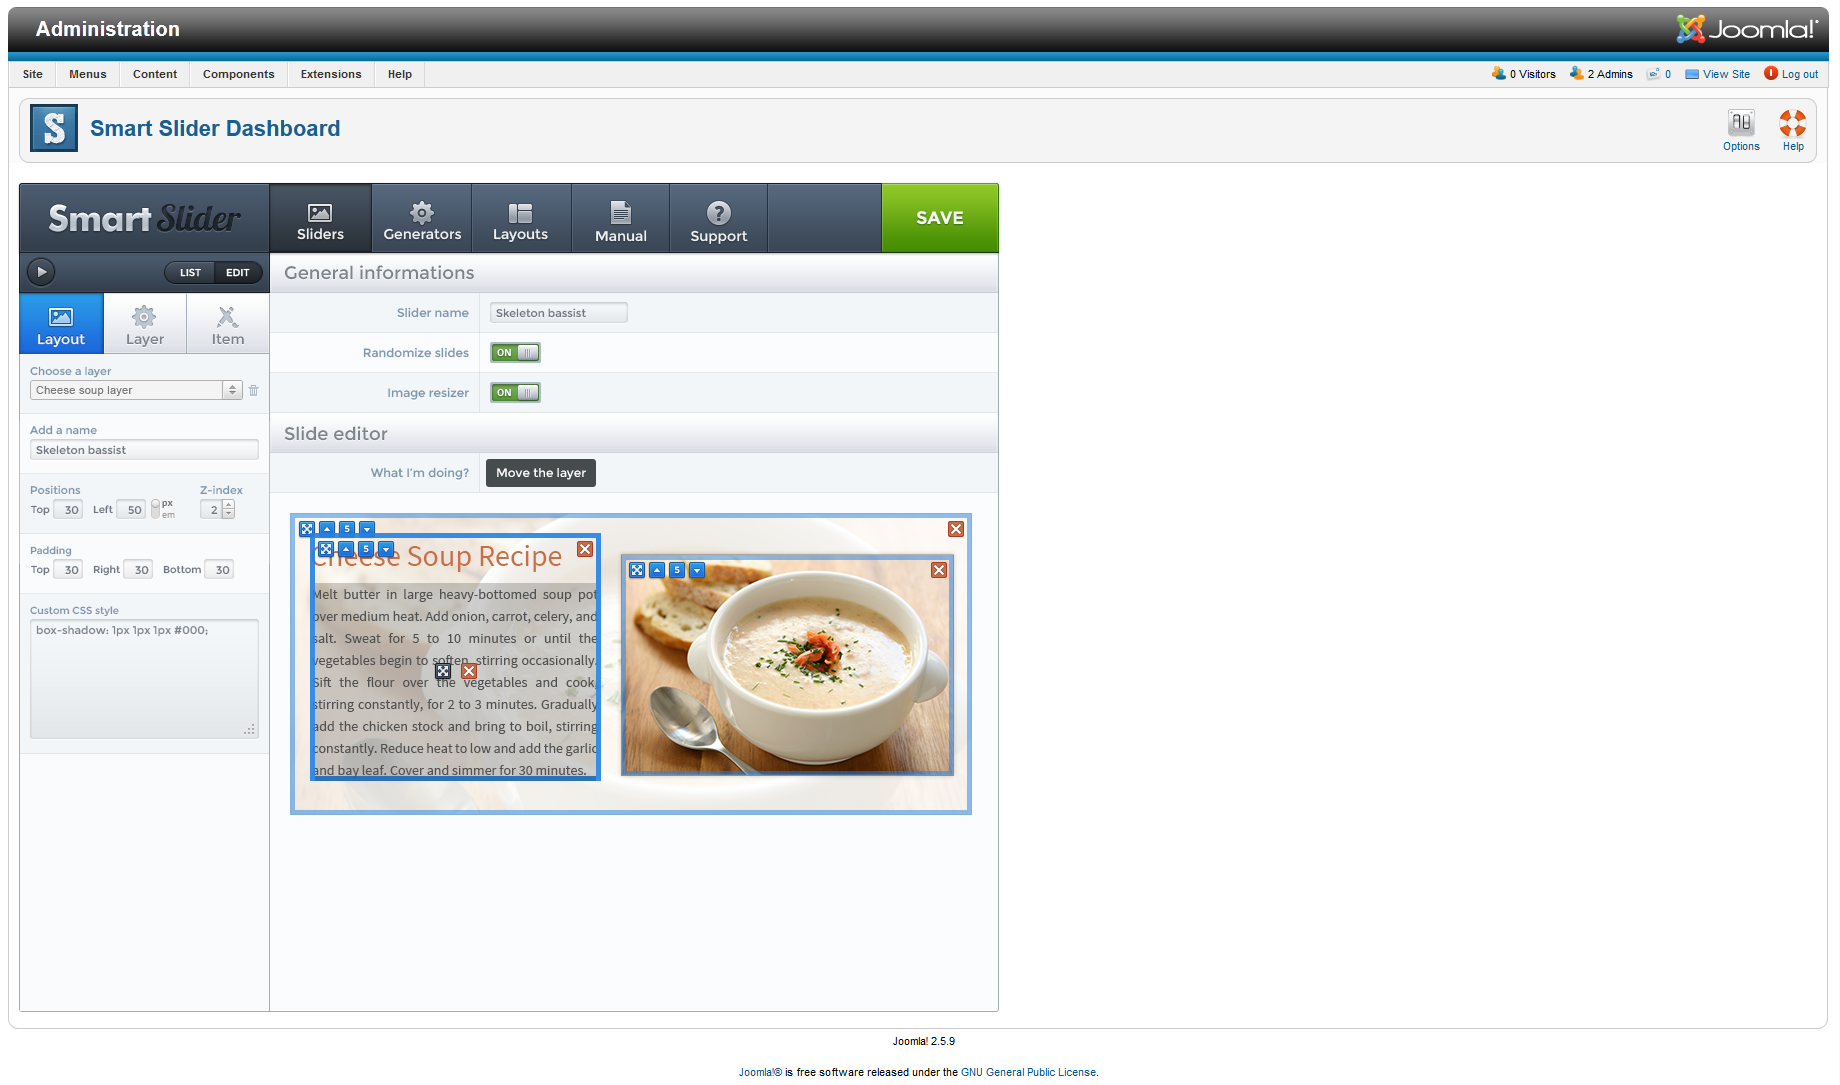 Administration
Joomla!
Site Menus Content Components Extensions Help
0 Visitors 2 Admins 0 View Site Log out
S Smart Slider Dashboard
Options Help
Smart Slider
Sliders Generators Layouts Manual Support SAVE
LIST EDIT
General informations
Layout Layer Item
Slider name Skeleton bassist
Randomize slides ON
Image resizer ON
Choose a layer
Cheese soup layer
Add a name
Skeleton bassist
Positions Z-index
Top 30 Left 50 px em 2
Padding
Top 30 Right 30 Bottom 30
Custom CSS style
box-shadow: 1px 1px 1px #000;
Slide editor
What I'm doing? Move the layer
5
5
Cheese Soup Recipe
5
Melt butter in large heavy-bottomed soup pot
over medium heat. Add onion, carrot, celery, and
salt. Sweat for 5 to 10 minutes or until the
vegetables begin to soften, stirring occasionally.
Sift the flour over the vegetables and cook,
stirring constantly, for 2 to 3 minutes. Gradually
add the chicken stock and bring to boil, stirring
constantly. Reduce heat to low and add the garlic
and bay leaf. Cover and simmer for 30 minutes.
Joomla! 2.5.9
Joomla!® is free software released under the GNU General Public License.